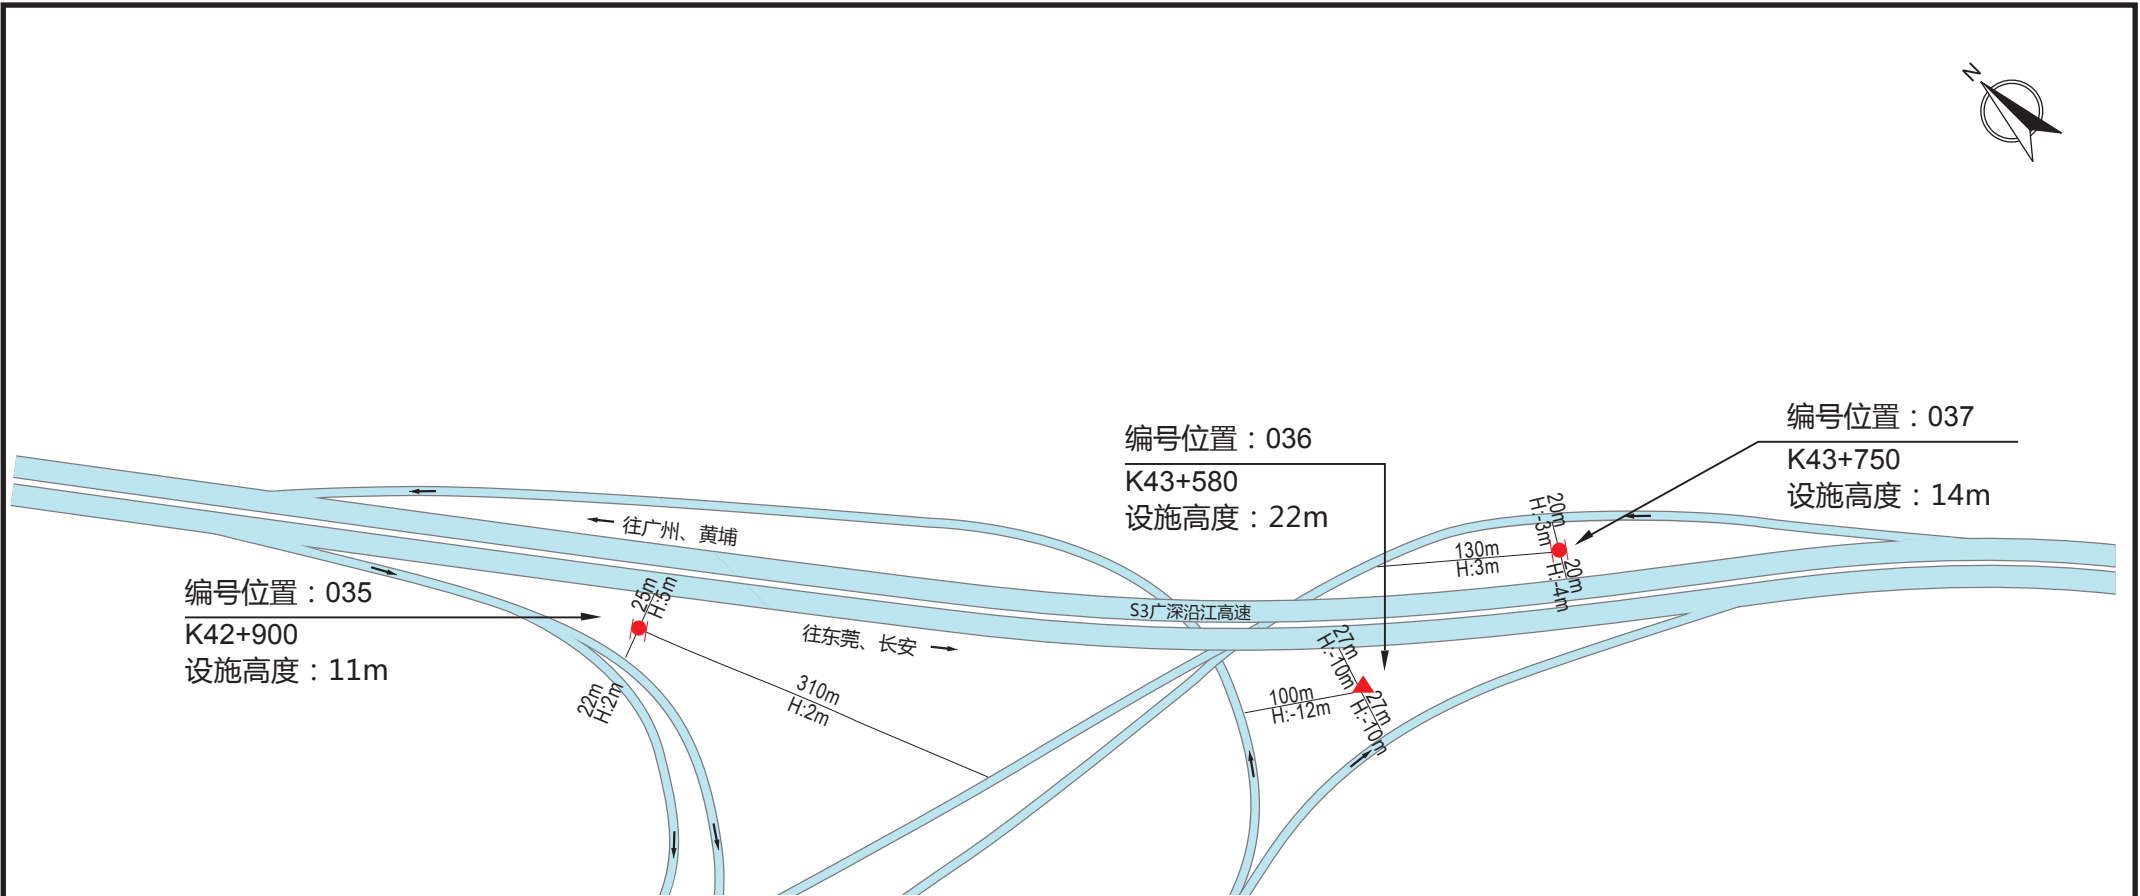 N
编号位置：037
K43+750
设施高度：14m
编号位置：036
K43+580
设施高度：22m
20m
H:-3m
130m
H:3m
20m
H:-4m
往广州、黄埔
编号位置：035
K42+900
设施高度：11m
25m
H:5m
S3广深沿江高速
往东莞、长安
27m
H:-10m
22m
H:2m
310m
H:2m
100m
H:-12m
27m
H:-10m